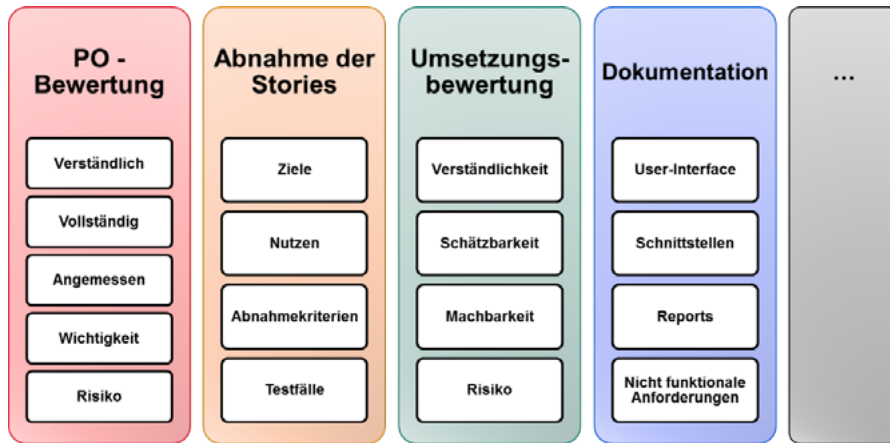 PO -
Bewertung
Verständlich
Vollständig
Angemessen
Wichtigkeit
Risiko
Abnahme der
Stories
Ziele
Nutzen
Abnahmekriterien
Testfälle
Umsetzungs-
bewertung
Verständlichkeit
Schätzbarkeit
Machbarkeit
Risiko
Dokumentation
User-Interface
Schnittstellen
Reports
Nicht funktionale
Anforderungen
...